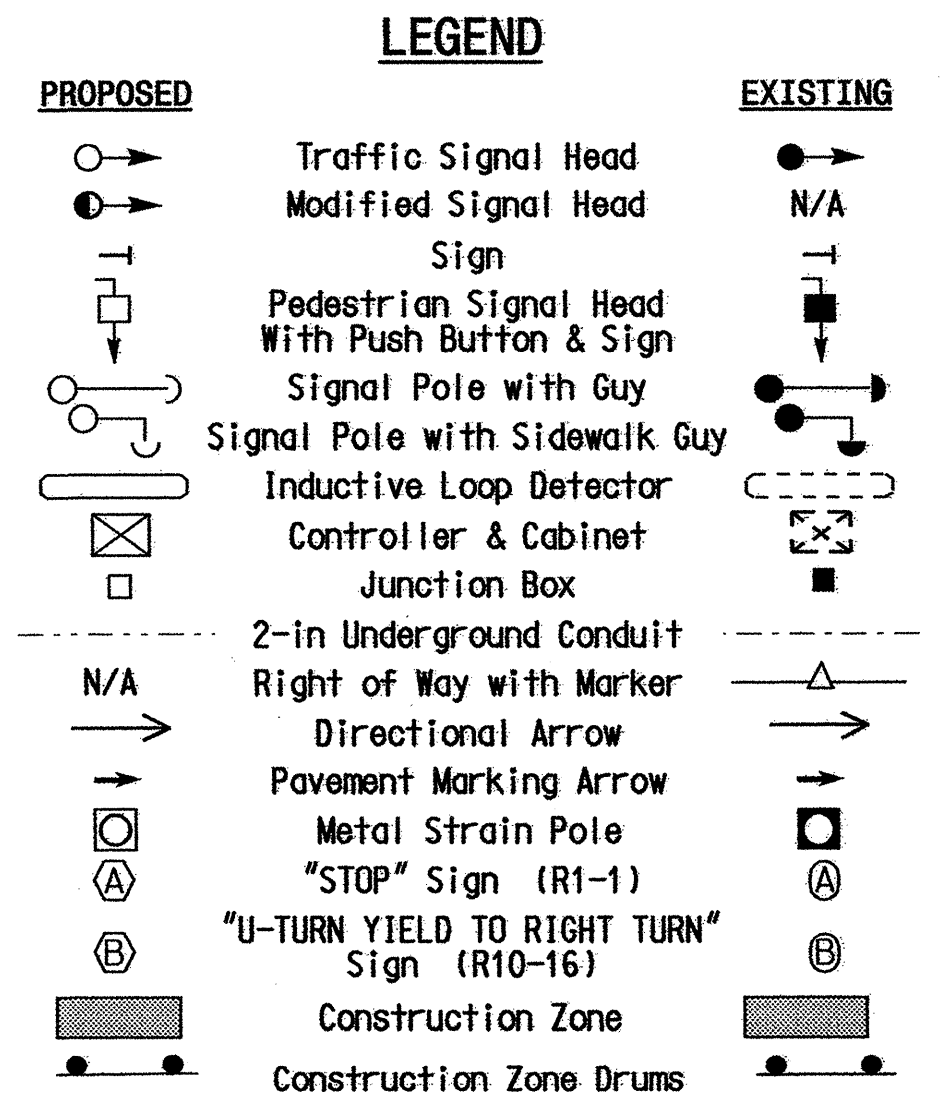 LEGEND
PROPOSED EXISTING
Traffic Signal Head
Modified Signal Head N/A
Sign
Pedestrian Signal Head
With Push Button & Sign
Signal Pole with Guy
Signal Pole with Sidewalk Guy
Inductive Loop Detector
Controller & Cabinet
Junction Box
2-in Underground Conduit
N/A Right of Way with Marker
Directional Arrow
Pavement Marking Arrow
Metal Strain Pole
A "STOP" Sign (R1-1) A
"U-TURN YIELD TO RIGHT TURN"
B Sign (R10-16) B
Construction Zone
Construction Zone Drums